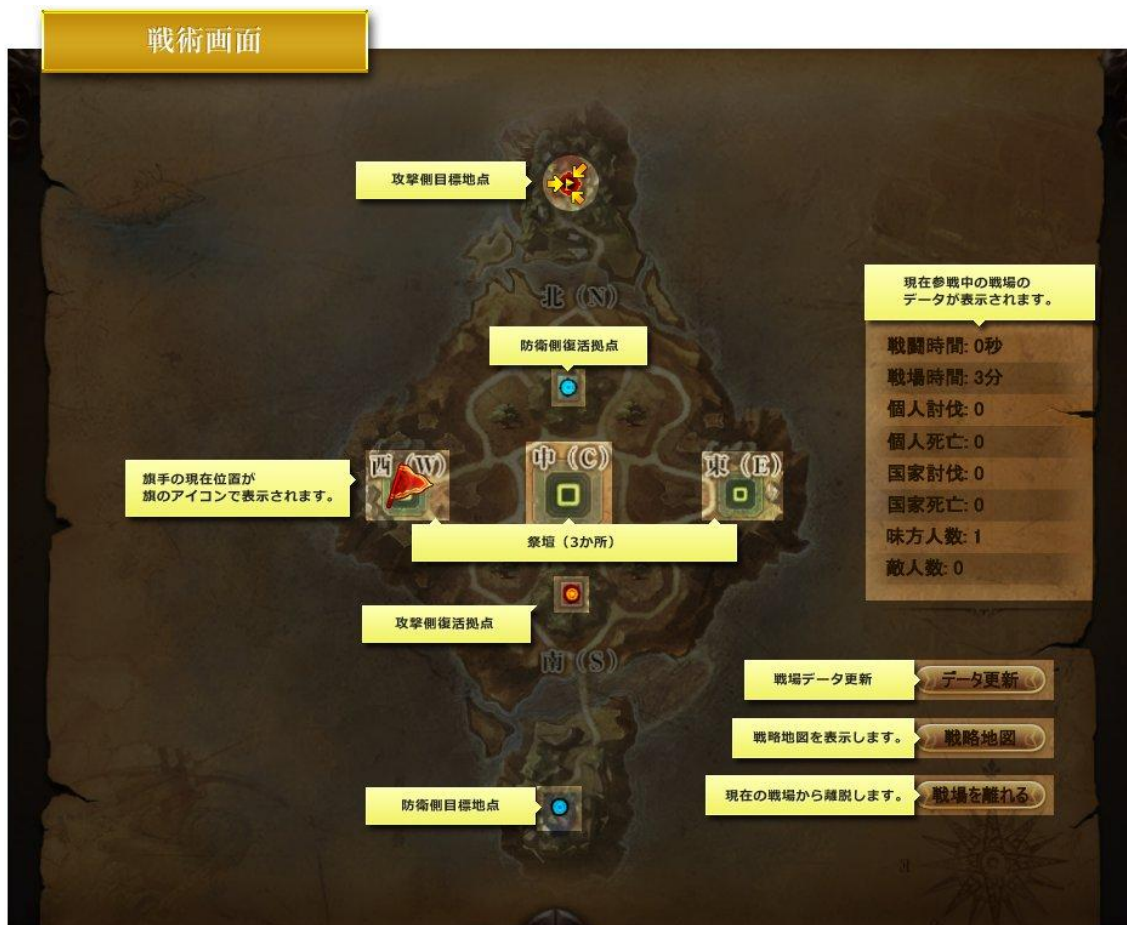 戦術画面
攻撃側目標地点
北（N）
現在参戦中の戦場の
データが表示されます。
防衛側復活拠点
戦闘時間: 0秒
戦場時間: 3分
個人討伐: 0
個人死亡: 0
国家討伐: 0
国家死亡: 0
味方人数: 1
敵人数: 0
西（W）
中（C）
東（E）
旗手の現在位置が
旗のアイコンで表示されます。
祭壇（3か所）
攻撃側復活拠点
南（S）
戦場データ更新
データ更新
戦略地図を表示します。
戦略地図
現在の戦場から離脱します。
戦場を離れる
防衛側目標地点